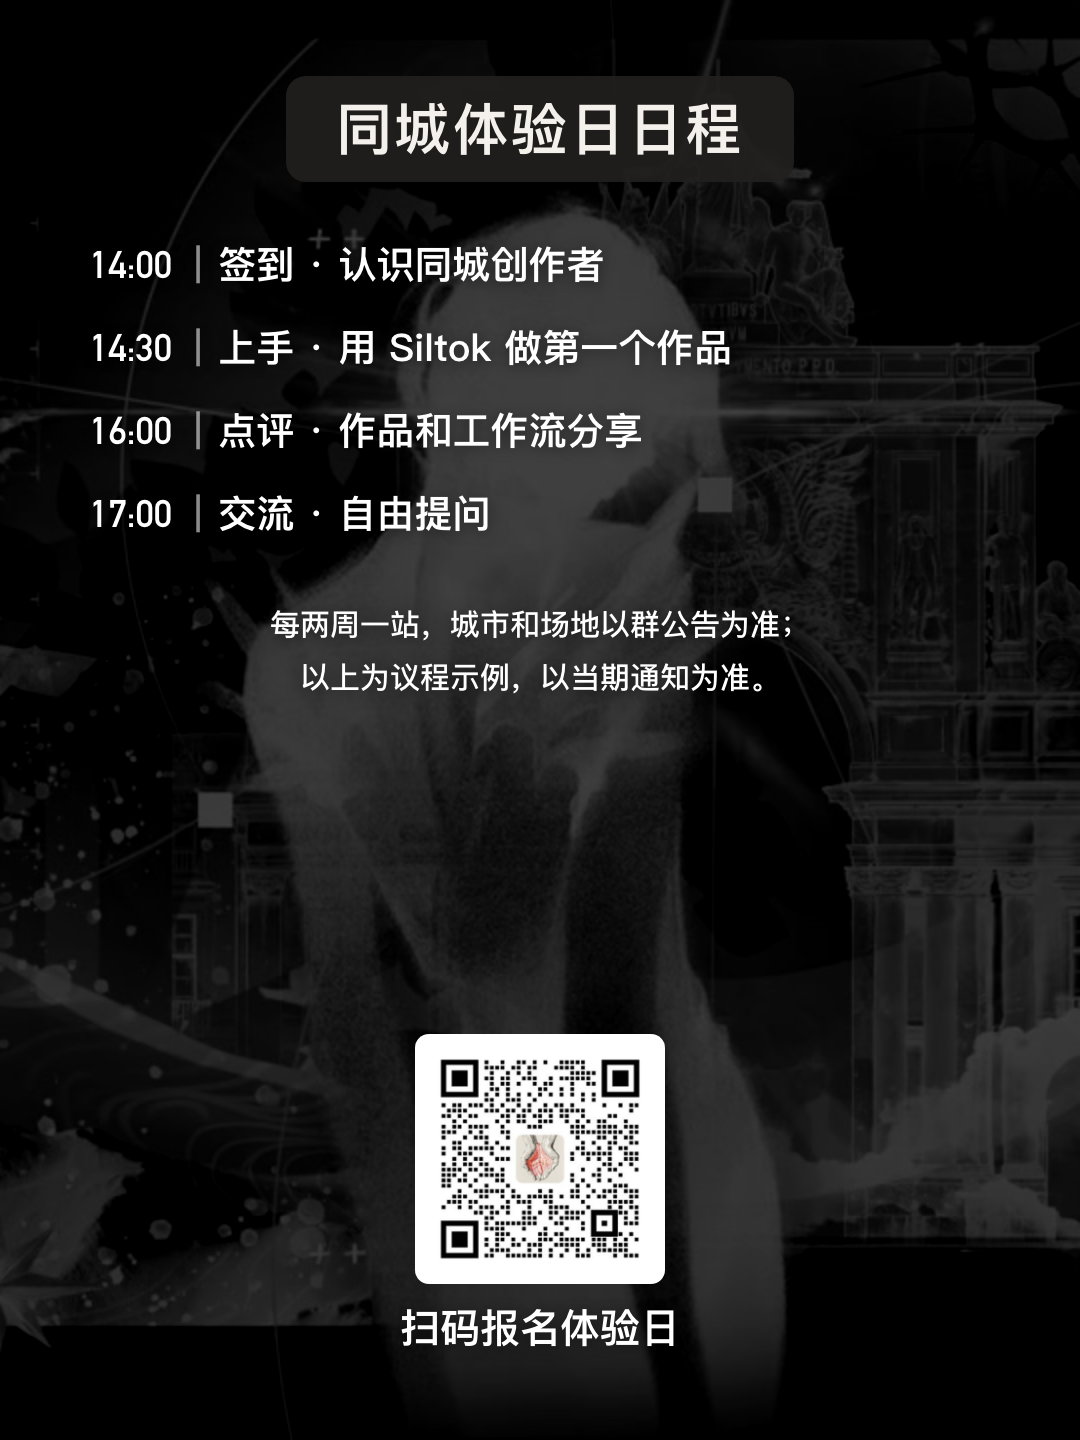 同城体验日日程
14:00 | 签到 · 认识同城创作者
14:30 | 上手 · 用 Siltok 做第一个作品
16:00 | 点评 · 作品和工作流分享
17:00 | 交流 · 自由提问
每两周一站，城市和场地以群公告为准；
以上为议程示例，以当期通知为准。
扫码报名体验日